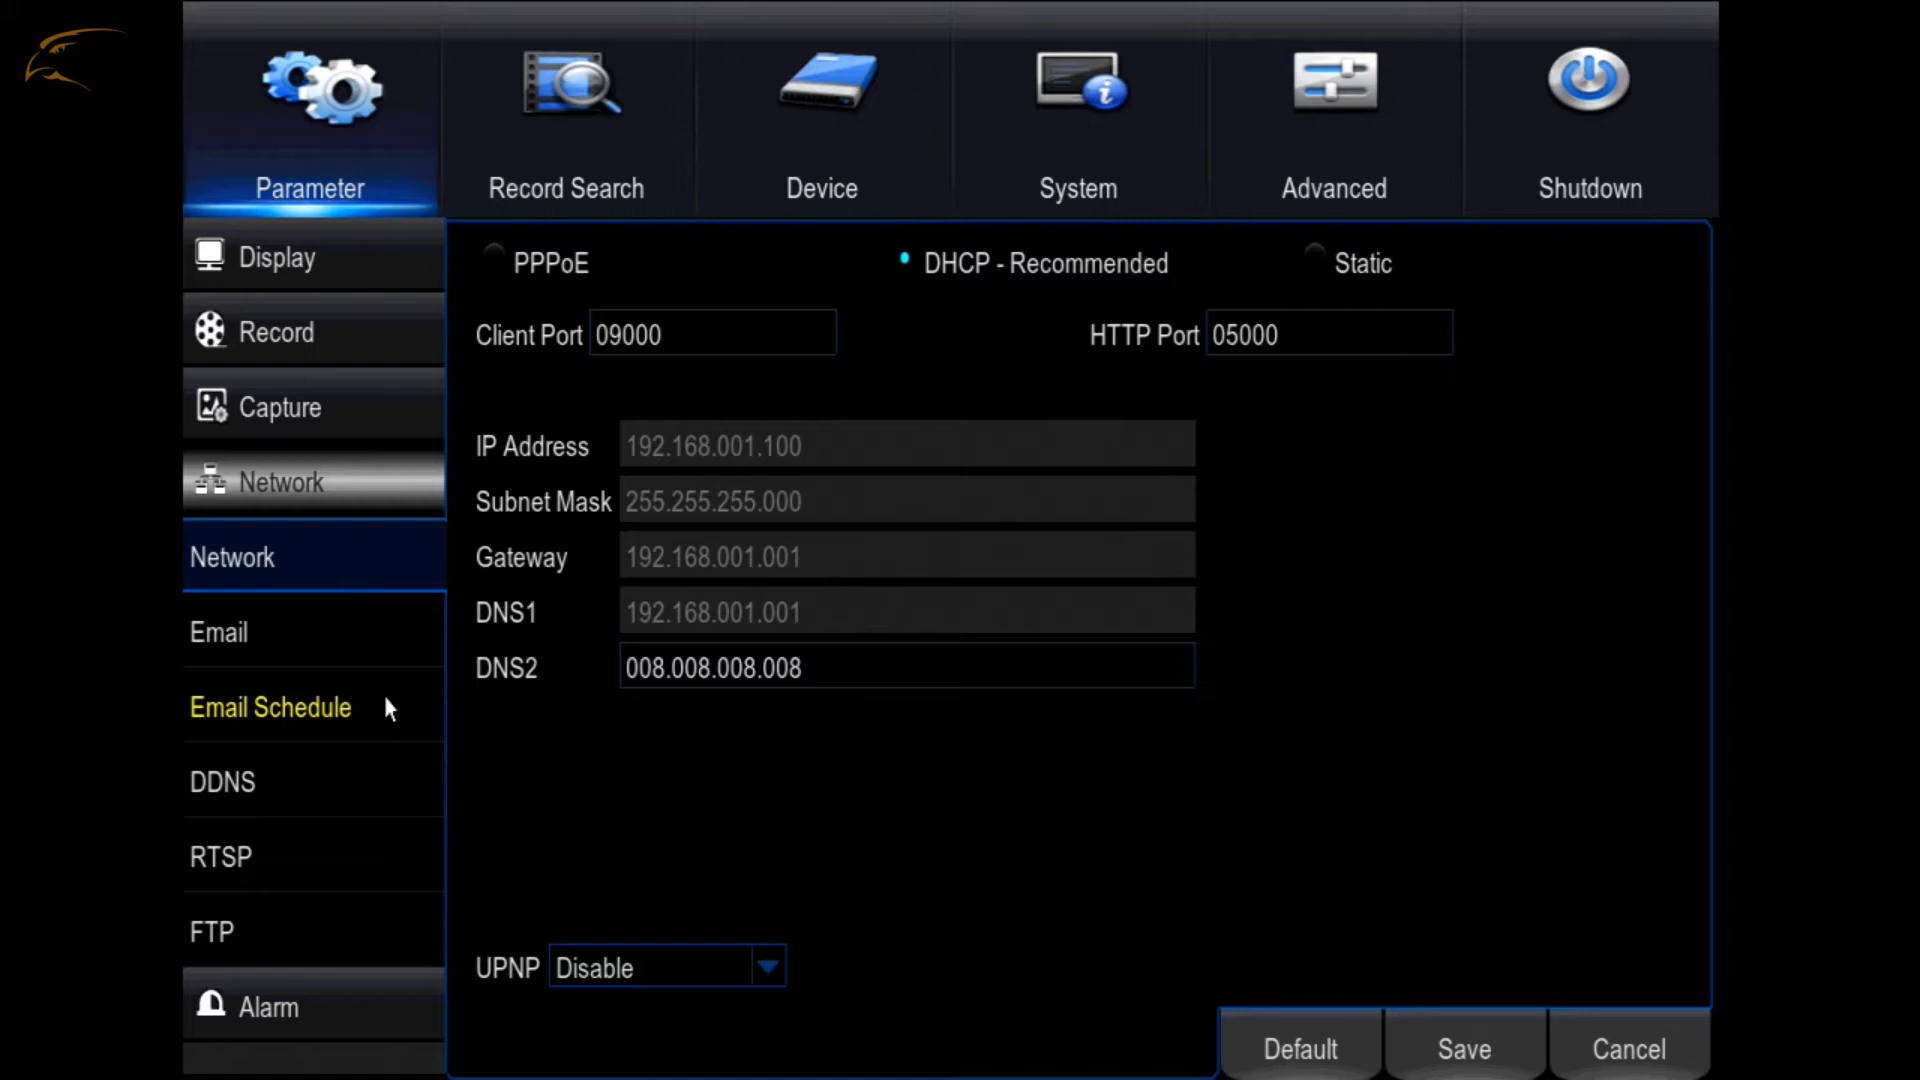 Parameter
Record Search
Device
System
Advanced
Shutdown
Display
Record
Capture
Network
Network
Email
Email Schedule
DDNS
RTSP
FTP
Alarm
PPPoE
DHCP - Recommended
Static
Client Port 09000
HTTP Port 05000
IP Address 192.168.001.100
Subnet Mask 255.255.255.000
Gateway 192.168.001.001
DNS1 192.168.001.001
DNS2 008.008.008.008
UPNP Disable
Default
Save
Cancel